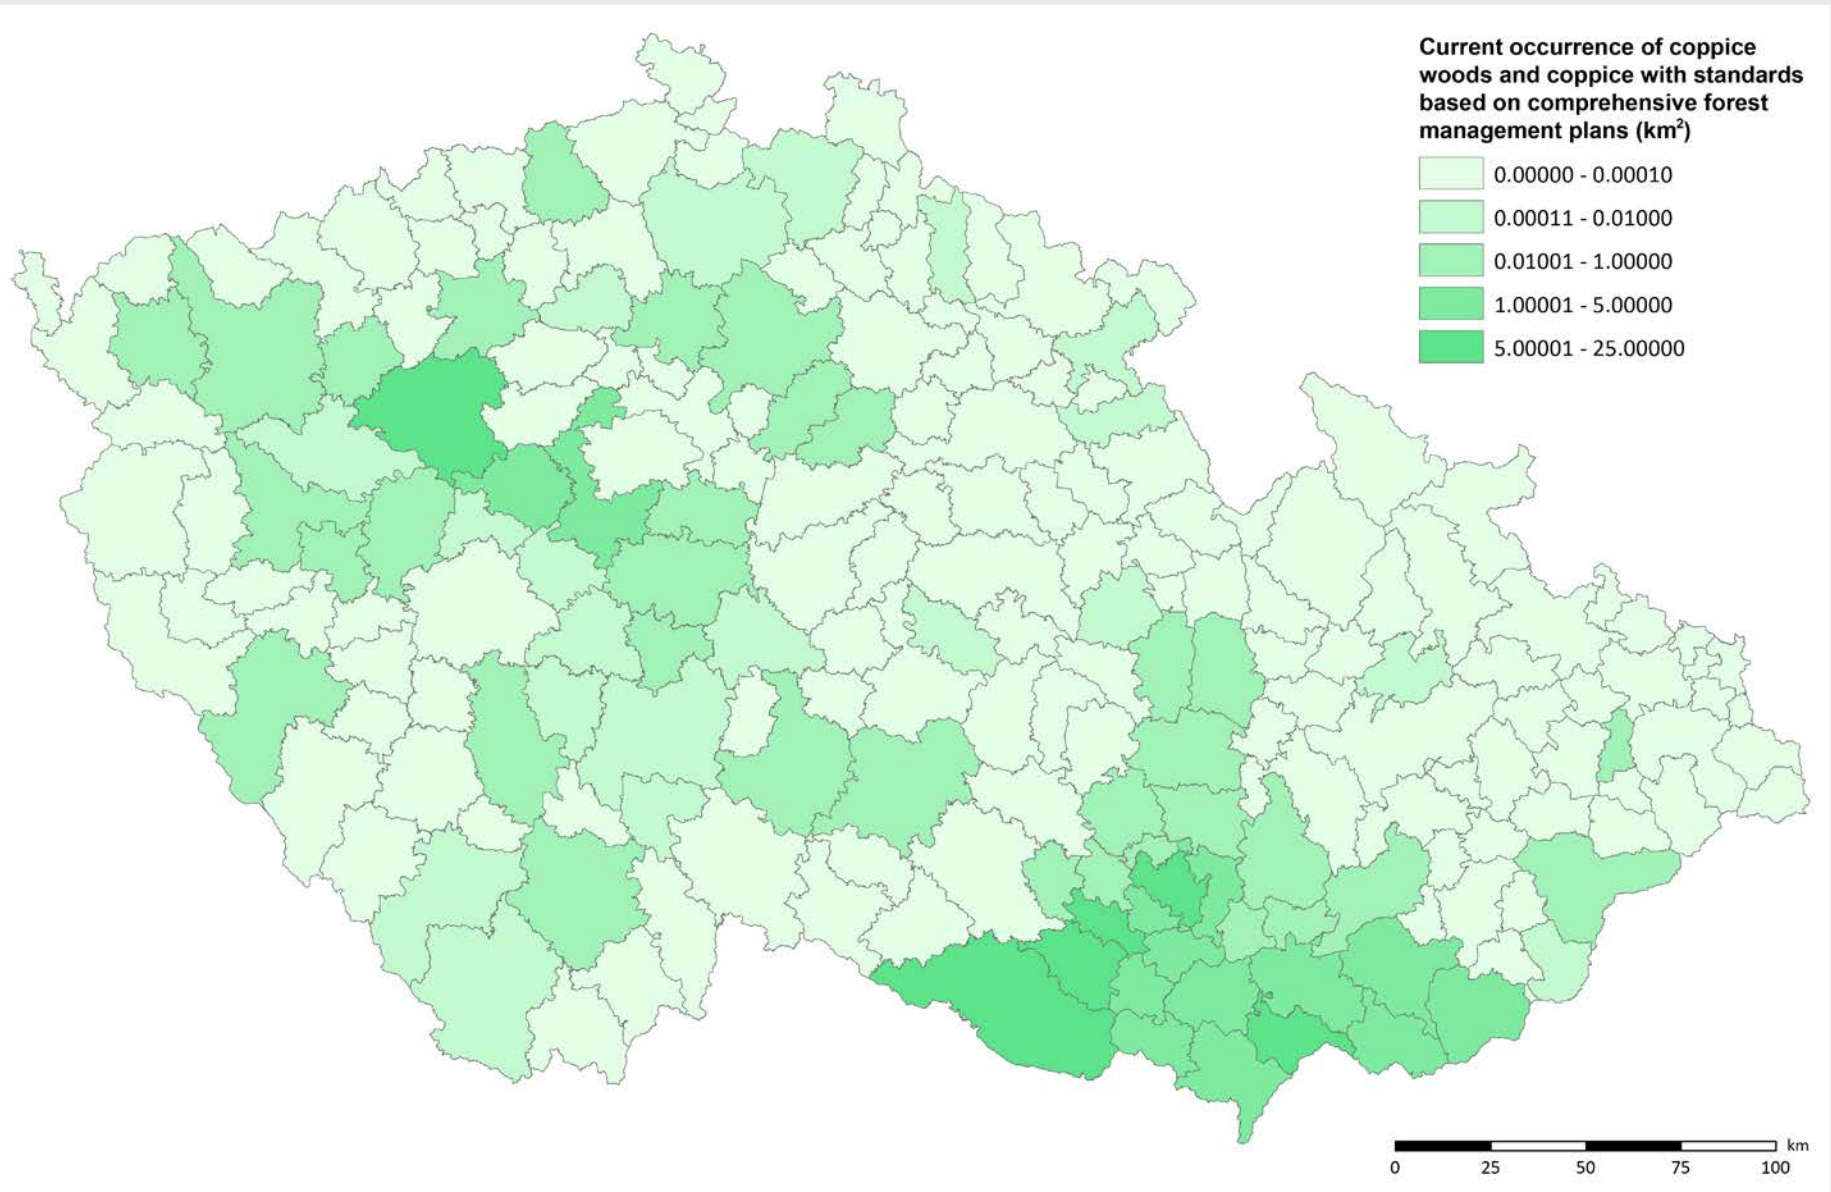 Current occurrence of coppice
woods and coppice with standards
based on comprehensive forest
management plans (km²)
0.00000 - 0.00010
0.00011 - 0.01000
0.01001 - 1.00000
1.00001 - 5.00000
5.00001 - 25.00000
km
0 25 50 75 100